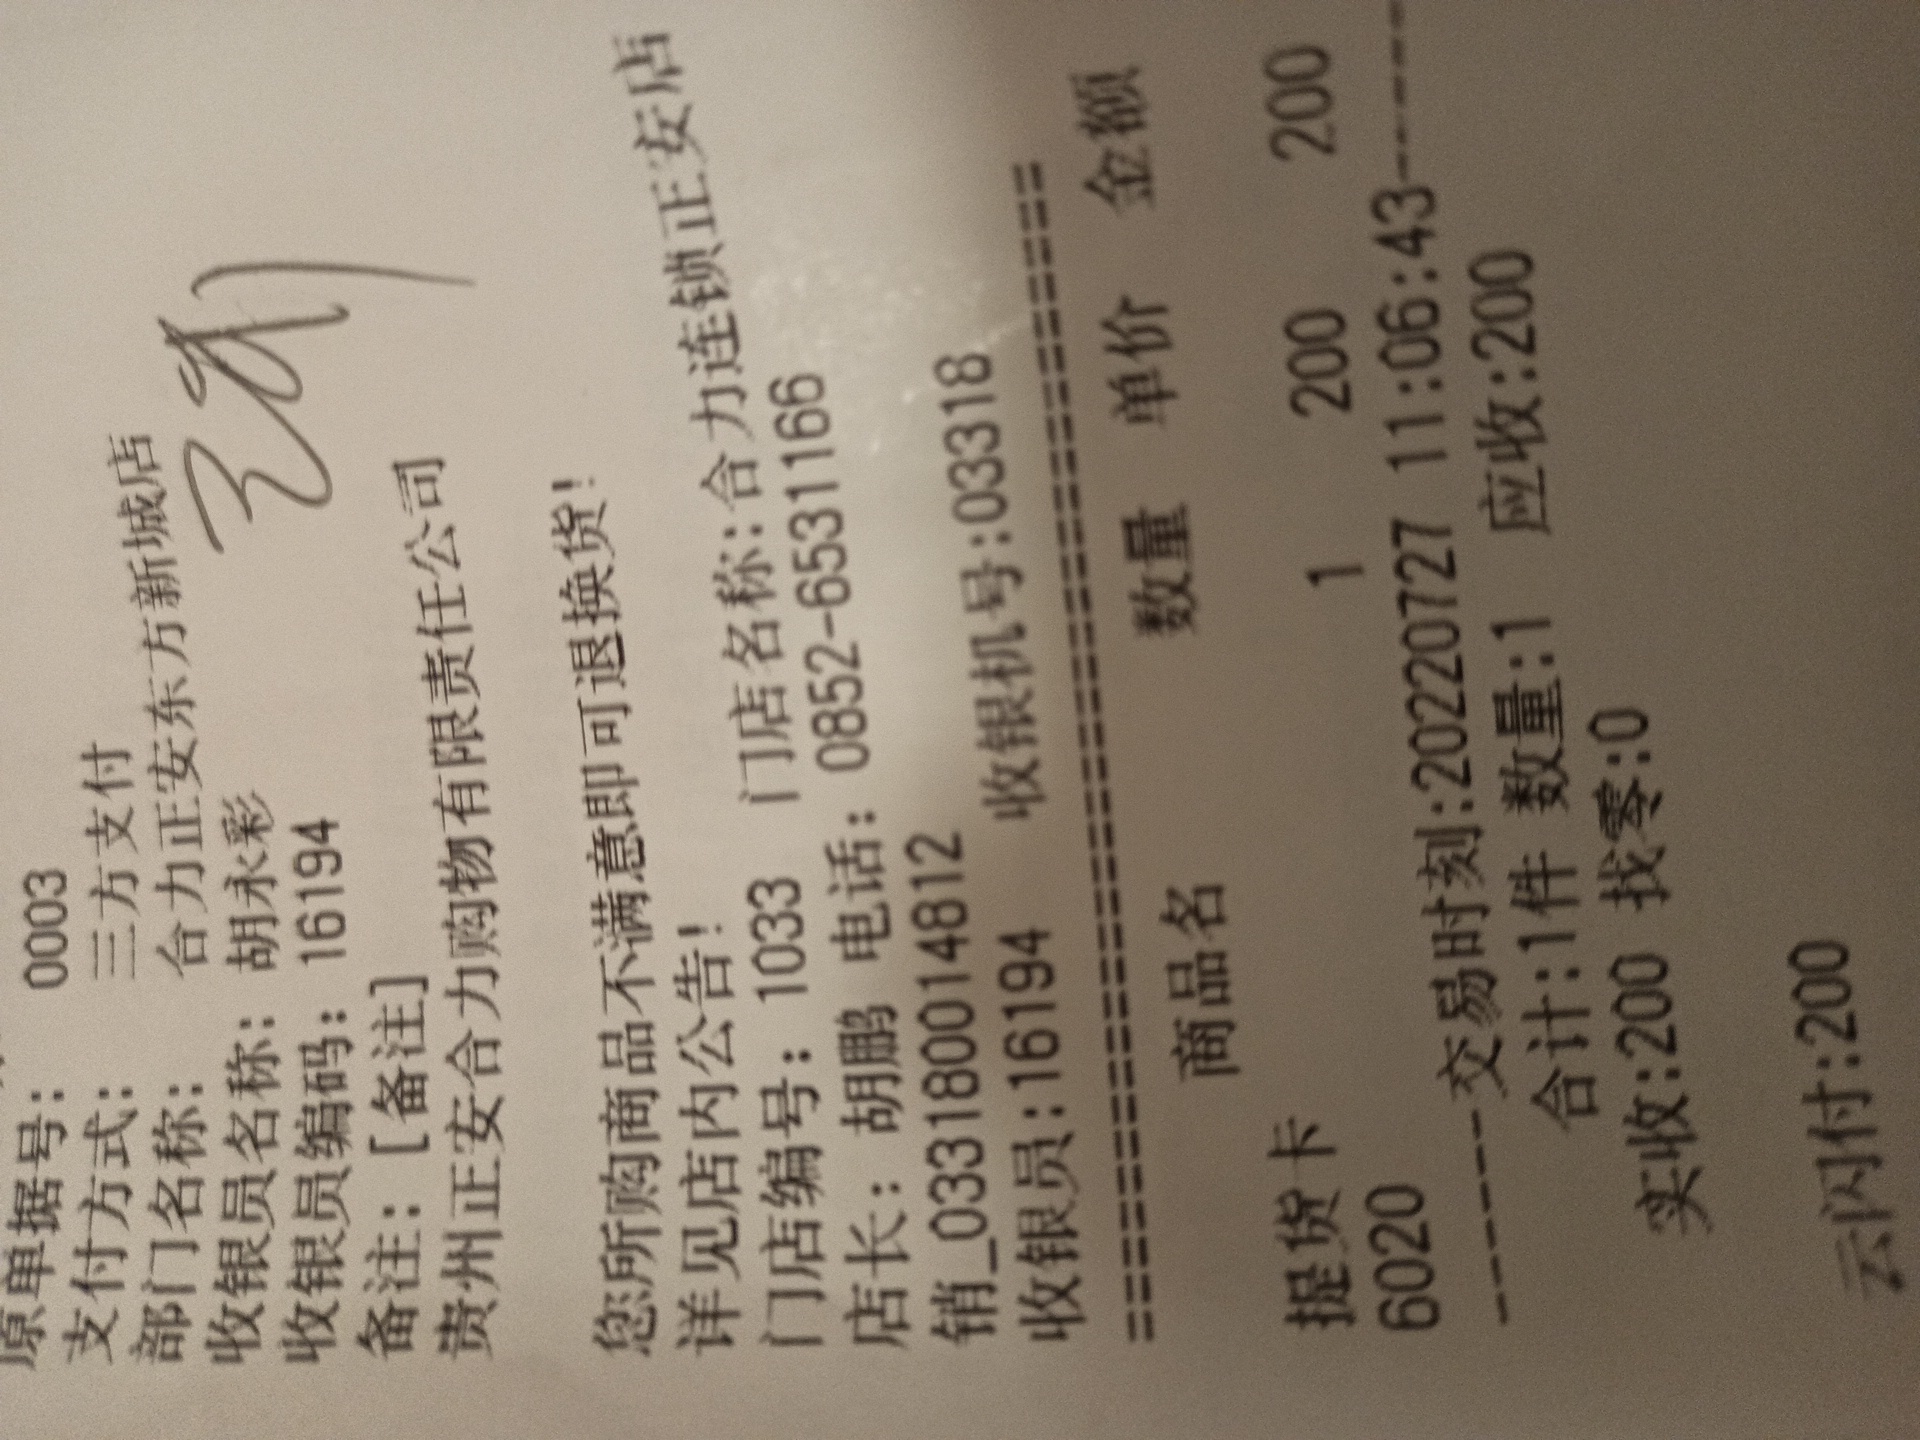 原单据号: 0003
支付方式: 三方支付
部门名称: 合力正安东方新城店
收银员名称: 胡永彩
收银员编码: 16194
备注: [备注]
贵州正安合力购物有限责任公司
您所购商品不满意即可退换货!
详见店内公告!
门店编号: 1033 门店名称:合力连锁正安店
店长: 胡鹏 电话: 0852-6531166
销_0331800014812
收银员:16194 收银机号:033318
==============================
商品名 数量 单价 金额
提货卡
6020 1 200 200
------交易时刻:20220727 11:06:43------
合计:1件 数量:1 应收:200
实收:200 找零:0
云闪付:200